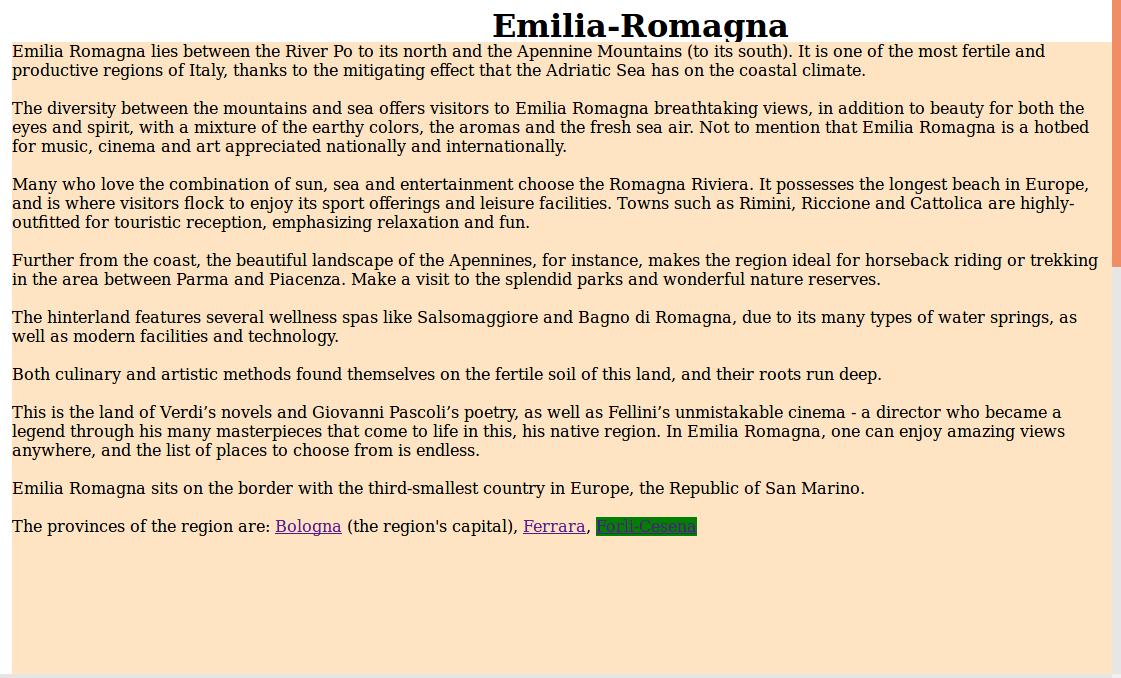 Emilia-Romagna
Emilia Romagna lies between the River Po to its north and the Apennine Mountains (to its south). It is one of the most fertile and
productive regions of Italy, thanks to the mitigating effect that the Adriatic Sea has on the coastal climate.
The diversity between the mountains and sea offers visitors to Emilia Romagna breathtaking views, in addition to beauty for both the
eyes and spirit, with a mixture of the earthy colors, the aromas and the fresh sea air. Not to mention that Emilia Romagna is a hotbed
for music, cinema and art appreciated nationally and internationally.
Many who love the combination of sun, sea and entertainment choose the Romagna Riviera. It possesses the longest beach in Europe,
and is where visitors flock to enjoy its sport offerings and leisure facilities. Towns such as Rimini, Riccione and Cattolica are highly-
outfitted for touristic reception, emphasizing relaxation and fun.
Further from the coast, the beautiful landscape of the Apennines, for instance, makes the region ideal for horseback riding or trekking
in the area between Parma and Piacenza. Make a visit to the splendid parks and wonderful nature reserves.
The hinterland features several wellness spas like Salsomaggiore and Bagno di Romagna, due to its many types of water springs, as
well as modern facilities and technology.
Both culinary and artistic methods found themselves on the fertile soil of this land, and their roots run deep.
This is the land of Verdi’s novels and Giovanni Pascoli’s poetry, as well as Fellini’s unmistakable cinema - a director who became a
legend through his many masterpieces that come to life in this, his native region. In Emilia Romagna, one can enjoy amazing views
anywhere, and the list of places to choose from is endless.
Emilia Romagna sits on the border with the third-smallest country in Europe, the Republic of San Marino.
The provinces of the region are: Bologna (the region's capital), Ferrara, Forlì-Cesena